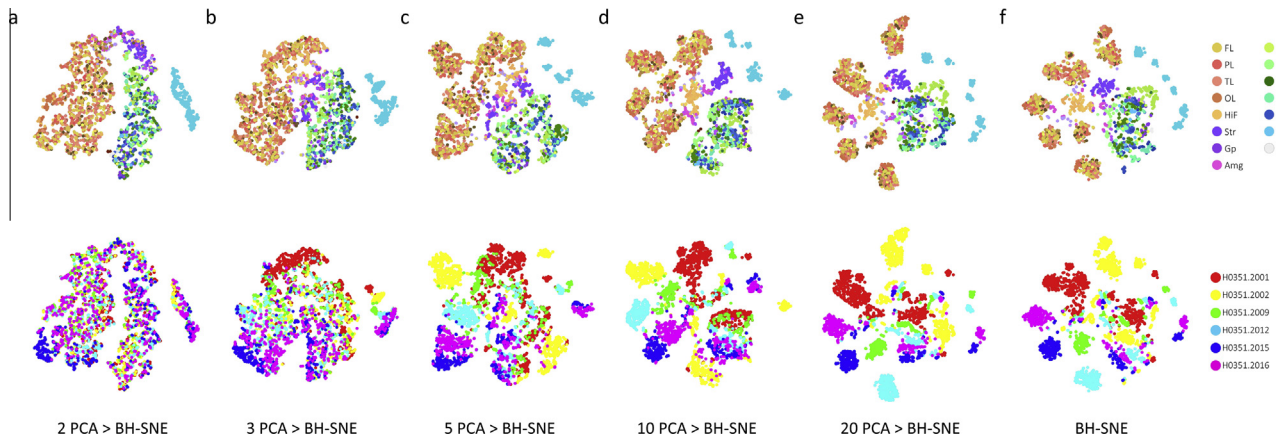 a b c d e f
FL
PL
TL
OL
HiF
Str
Gp
Amg
H0351.2001
H0351.2002
H0351.2009
H0351.2012
H0351.2015
H0351.2016
2 PCA > BH-SNE 3 PCA > BH-SNE 5 PCA > BH-SNE 10 PCA > BH-SNE 20 PCA > BH-SNE BH-SNE